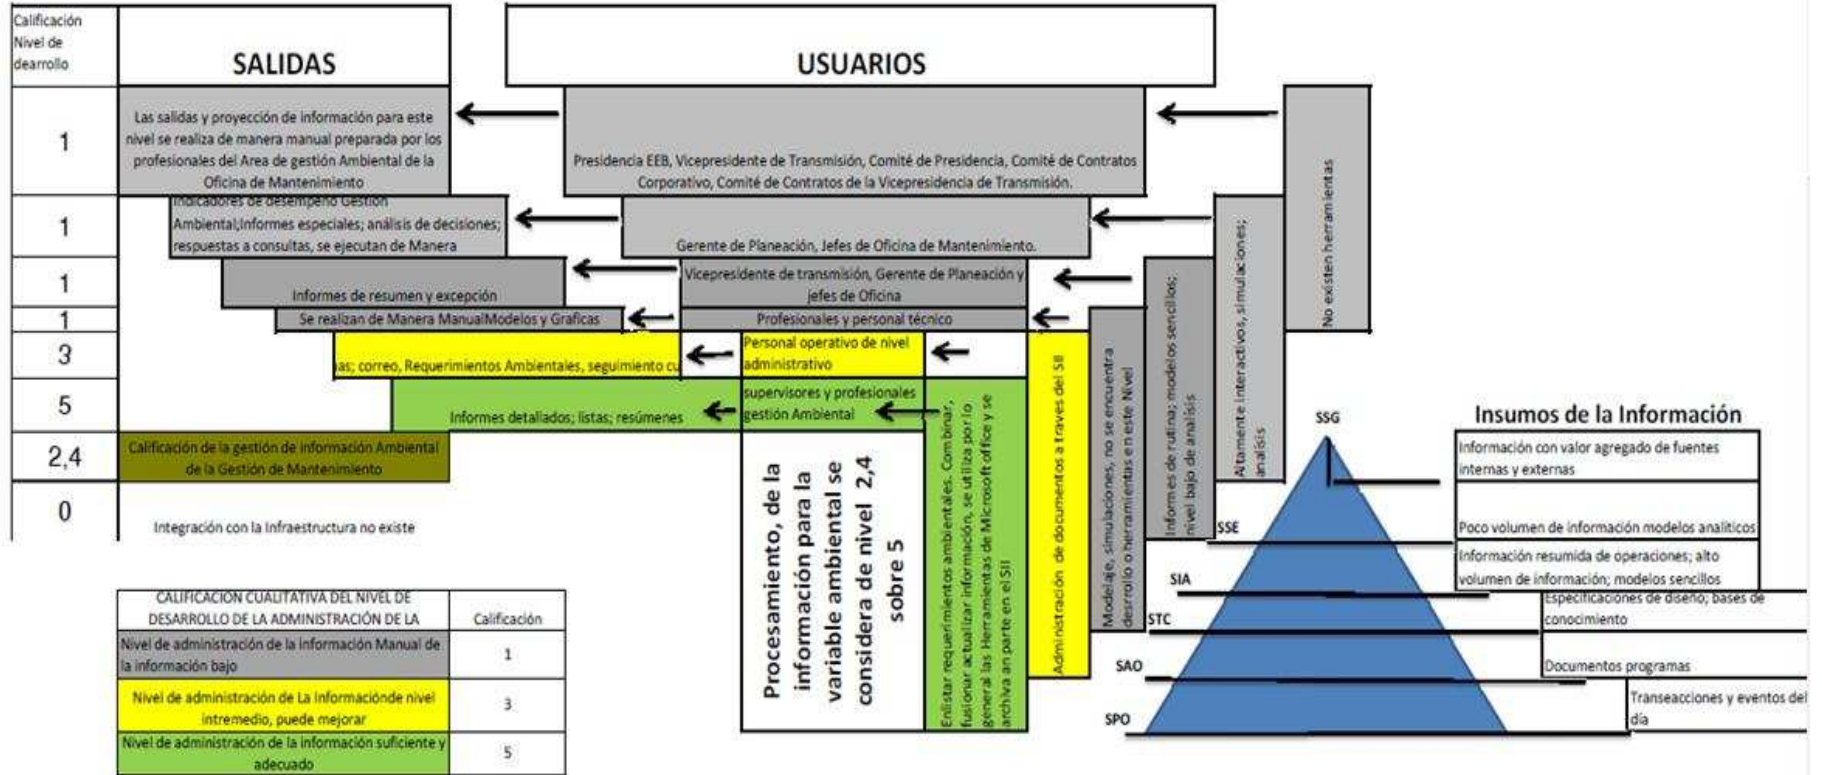 Calificación
Nivel de
dearrollo
SALIDAS
USUARIOS
1
Las salidas y proyección de información para este
nivel se realiza de manera manual preparada por los
profesionales del Area de gestión Ambiental de la
Oficina de Mantenimiento
Presidencia EEB, Vicepresidente de Transmisión, Comité de Presidencia, Comité de Contratos
Corporativo, Comité de Contratos de la Vicepresidencia de Transmisión.
No existen herramientas
1
Indicadores de desempeño Gestión
Ambiental;Informes especiales; análisis de decisiones;
respuestas a consultas, se ejecutan de Manera
Gerente de Planeación, Jefes de Oficina de Mantenimiento.
Altamente interactivos, simulaciones;
analisis
1
Informes de resumen y excepción
Vicepresidente de transmisión, Gerente de Planeación y
jefes de Oficina
Informes de rutina; modelos sencillos;
nivel bajo de analisis
1
Se realizan de Manera ManualModelos y Graficas
Profesionales y personal técnico
Modelaje, simulaciones, no se encuentra
desrrollo o herramientas en este Nivel
3
as; correo, Requerimientos Ambientales, seguimiento cu
Personal operativo de nivel
administrativo
Administración de documentos a traves del SII
5
Informes detallados; listas; resúmenes
supervisores y profesionales
gestión Ambiental
Enlistar requerimientos ambientales. Combinar,
fusionar actualizar información, se utiliza por lo
general las Herramientas de Microsoft office y se
archiva an parte en el SII
2,4
Calificación de la gestión de información Ambiental
de la Gestión de Mantenimiento
0
Integración con la Infraestructura no existe
Procesamiento, de la
información para la
variable ambiental se
considera de nivel 2,4
sobre 5
Insumos de la Información
SSG
Información con valor agregado de fuentes
internas y externas
SSE
Poco volumen de información modelos analíticos
SIA
Información resumida de operaciones; alto
volumen de información; modelos sencillos
STC
Especificaciones de diseño; bases de
conocimiento
SAO
Documentos programas
SPO
Transeacciones y eventos del
día
CALIFICACION CUALITATIVA DEL NIVEL DE
DESARROLLO DE LA ADMINISTRACIÓN DE LA
Calificación
Nivel de administración de la información Manual de
la información bajo
1
Nivel de administración de La Informaciónde nivel
intremedio, puede mejorar
3
Nivel de administración de la información suficiente y
adecuado
5